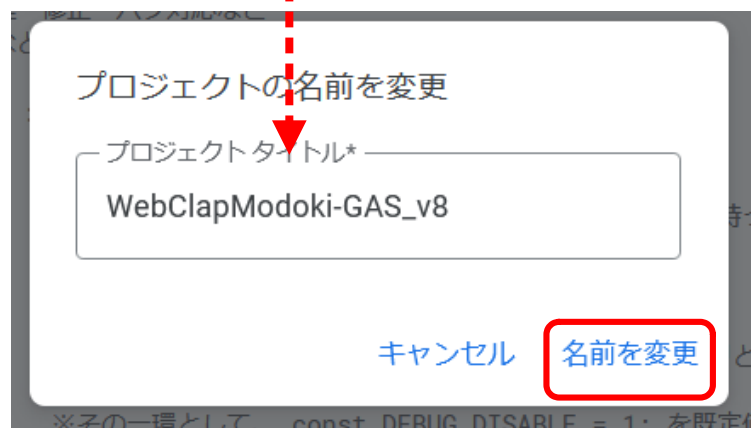 プロジェクトの名前を変更
プロジェクト タイトル*
WebClapModoki-GAS_v8
キャンセル 名前を変更
※その一環として、 const DEBUG_DISABLE = 1; を既定